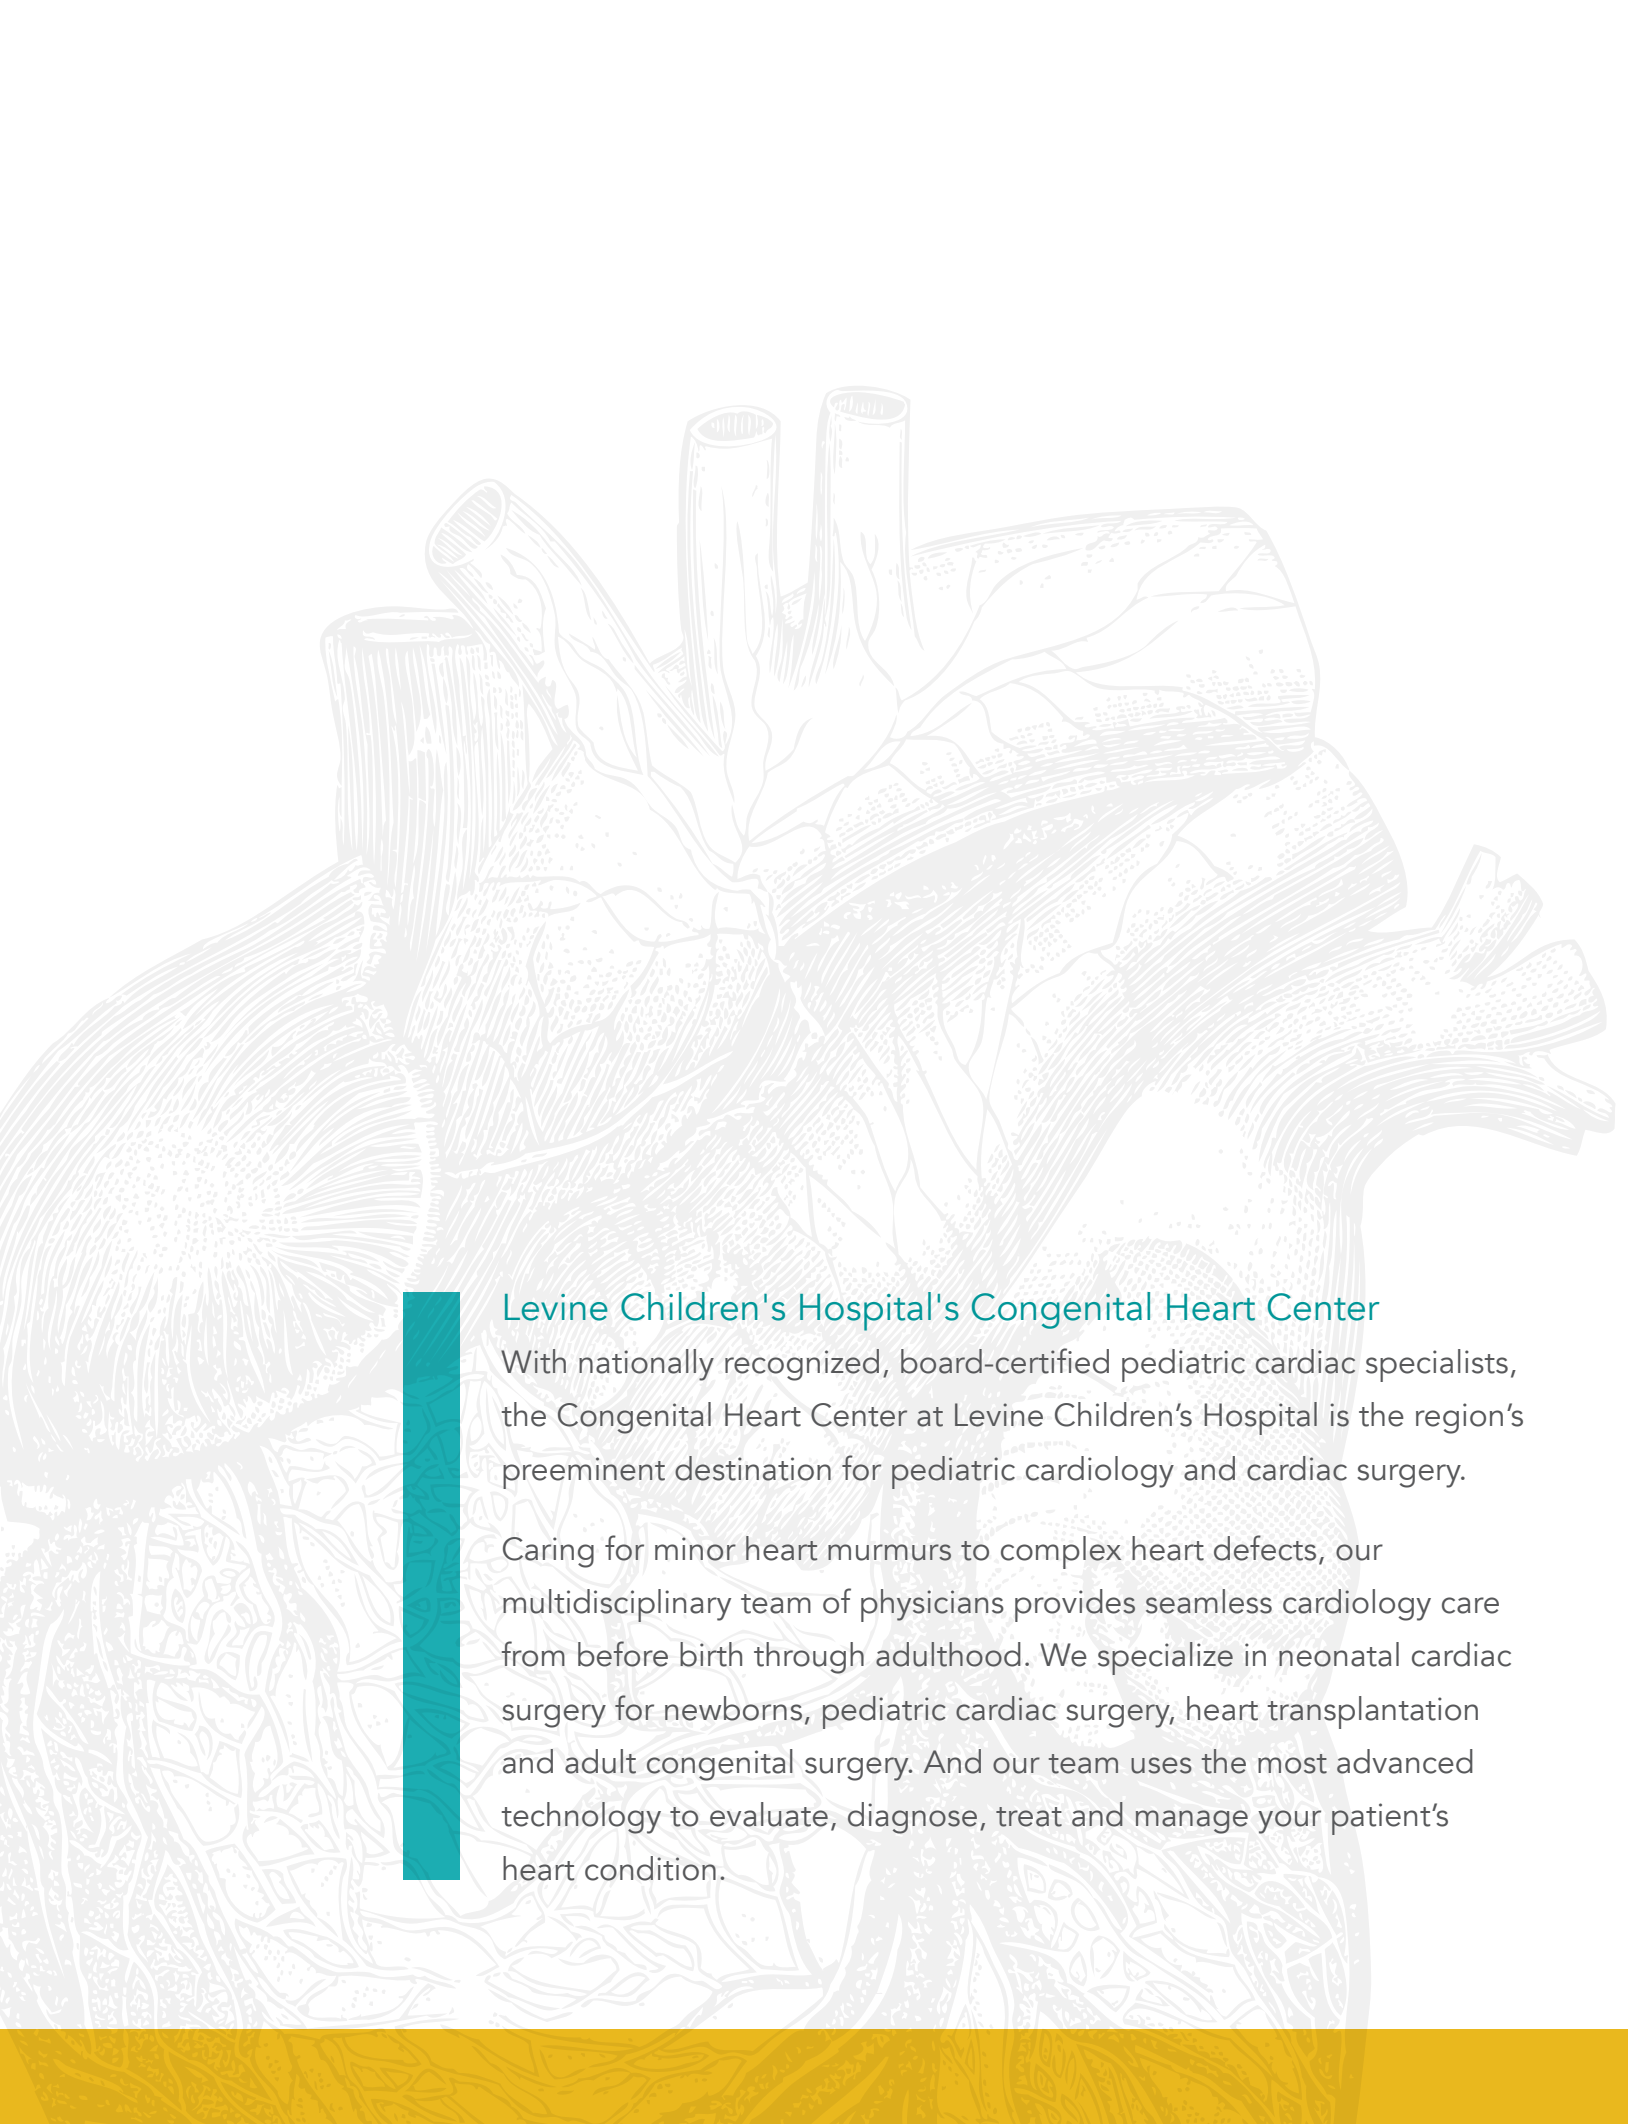 A
Levine Children's Hospital's Congenital Heart Center
With nationally recognized, board-certified pediatric cardiac specialists,
the Congenital Heart Center at Levine Children’s Hospital is the region’s
preeminent destination for pediatric cardiology and cardiac surgery.
Caring for minor heart murmurs to complex heart defects, our
multidisciplinary team of physicians provides seamless cardiology care
from before birth through adulthood. We specialize in neonatal cardiac
surgery for newborns, pediatric cardiac surgery, heart transplantation
and adult congenital surgery. And our team uses the most advanced
technology to evaluate, diagnose, treat and manage your patient’s
heart condition.